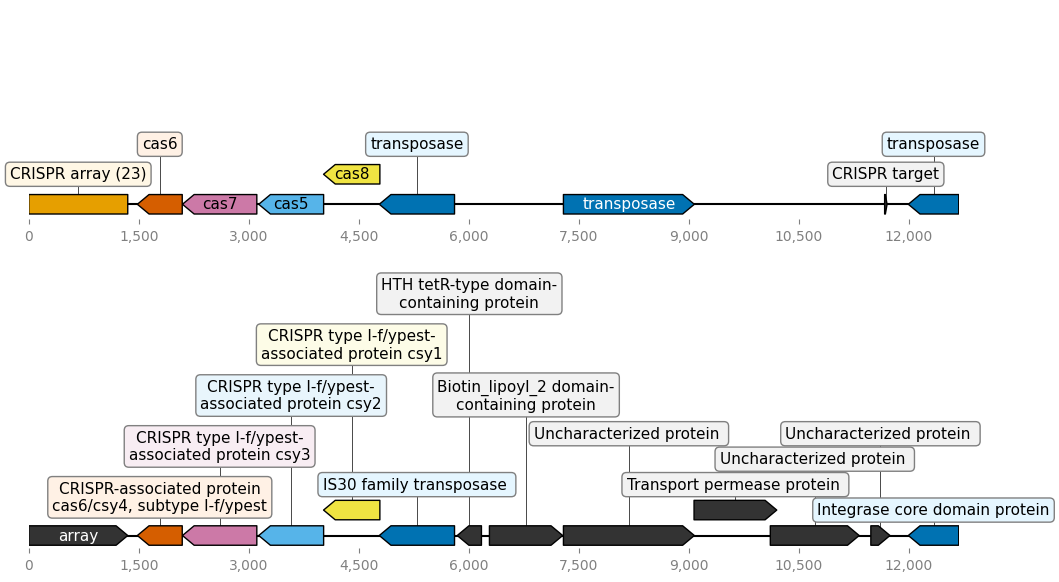 cas6
transposase
transposase
CRISPR array (23)
cas8
CRISPR target
cas7
cas5
transposase
0
1,500
3,000
4,500
6,000
7,500
9,000
10,500
12,000
HTH tetR-type domain-
containing protein
CRISPR type I-f/ypest-
associated protein csy1
CRISPR type I-f/ypest-
associated protein csy2
Biotin_lipoyl_2 domain-
containing protein
CRISPR type I-f/ypest-
associated protein csy3
Uncharacterized protein
Uncharacterized protein
Uncharacterized protein
CRISPR-associated protein
cas6/csy4, subtype I-f/ypest
IS30 family transposase
Transport permease protein
Integrase core domain protein
array
0
1,500
3,000
4,500
6,000
7,500
9,000
10,500
12,000